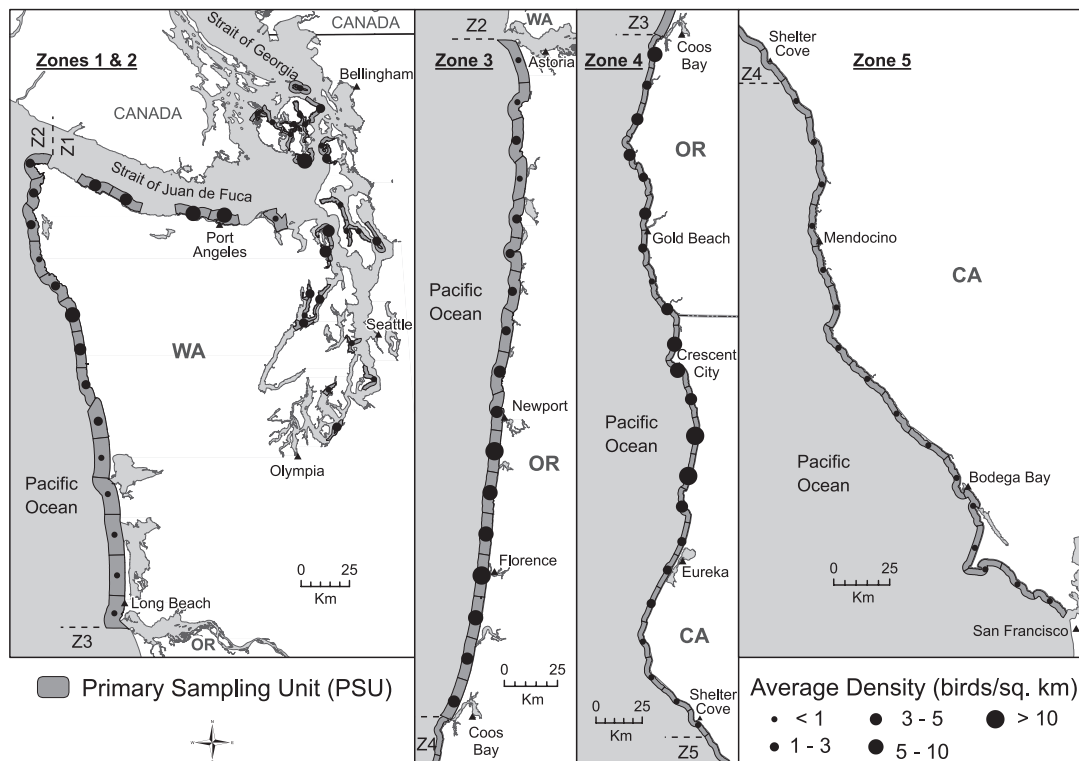 CANADA
CANADA
Zones 1 & 2
Strait of Georgia
Bellingham
Z2
Z1
Strait of Juan de Fuca
Port
Angeles
WA
Seattle
Olympia
Pacific
Ocean
0 25
Km
Long Beach
Z3
OR
Z2
WA
Astoria
Zone 3
Pacific
Ocean
Newport
OR
Florence
0 25
Km
Z4
Coos
Bay
Z3
Coos
Bay
Zone 4
OR
Gold Beach
Crescent
City
Pacific
Ocean
0 25
Km
Eureka
CA
Shelter
Cove
Z5
Shelter
Cove
Z4
Zone 5
Mendocino
CA
Pacific
Ocean
Bodega Bay
0 25
Km
San Francisco
Primary Sampling Unit (PSU)
N
W E
S
Average Density (birds/sq. km)
< 1 3 - 5 > 10
1 - 3 5 - 10